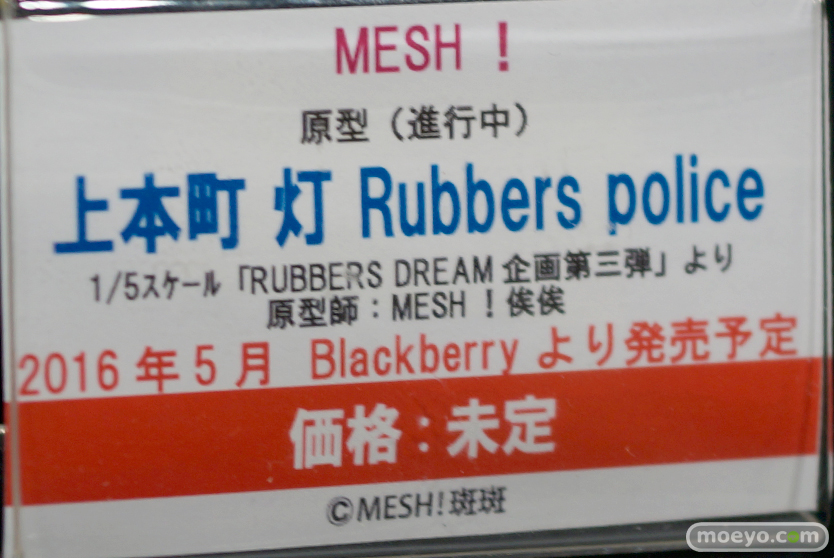 MESH！
原型（進行中）
上本町 灯 Rubbers police
1/5スケール「RUBBERS DREAM 企画第三弾」より
原型師：MESH！俟俟
2016年5月 Blackberryより発売予定
価格：未定
©MESH!斑斑
moeyo.com